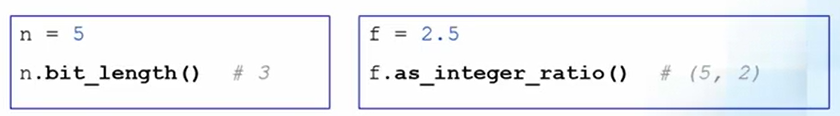 n = 5
n.bit_length()  # 3
f = 2.5
f.as_integer_ratio()  # (5, 2)